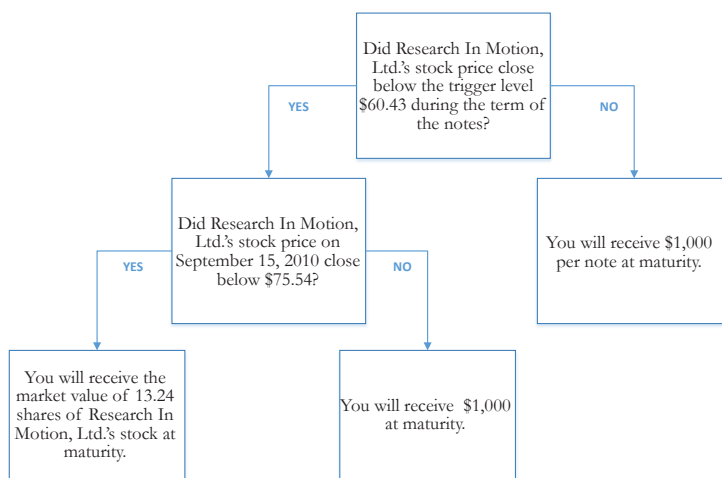 Did Research In Motion,
Ltd.'s stock price close
below the trigger level
$60.43 during the term of
the notes?
YES
NO
Did Research In Motion,
Ltd.'s stock price on
September 15, 2010 close
below $75.54?
You will receive $1,000
per note at maturity.
YES
NO
You will receive the
market value of 13.24
shares of Research In
Motion, Ltd.'s stock at
maturity.
You will receive $1,000
at maturity.